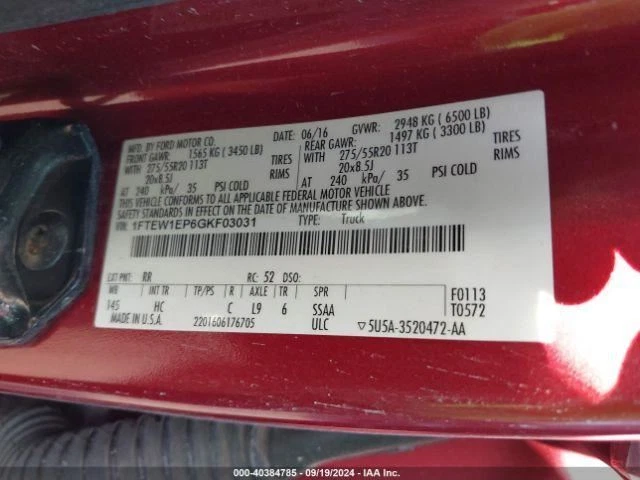 MFD. BY FORD MOTOR CO. DATE: 06/16 GVWR: 2948 KG ( 6500 LB)
FRONT GAWR: 1565 KG ( 3450 LB) REAR GAWR: 1497 KG ( 3300 LB)
WITH 275/55R20 113T TIRES WITH 275/55R20 113T TIRES
20x8.5J RIMS 20x8.5J RIMS
AT 240 kPa/ 35 PSI COLD AT 240 kPa/ 35 PSI COLD
THIS VEHICLE CONFORMS TO ALL APPLICABLE FEDERAL MOTOR VEHICLE
SAFETY STANDARDS IN EFFECT ON THE DATE OF MANUFACTURE SHOWN ABOVE.
VIN: 1FTEW1EP6GKF03031 TYPE: Truck
EXT PNT: RR RC: 52 DSO:
WB INT TR TP/PS R AXLE TR SPR F0113
145 HC C L9 6 SSAA T0572
MADE IN U.S.A. 2201606176705 ULC ▽5U5A-3520472-AA
000-40384785 - 09/19/2024 - IAA Inc.